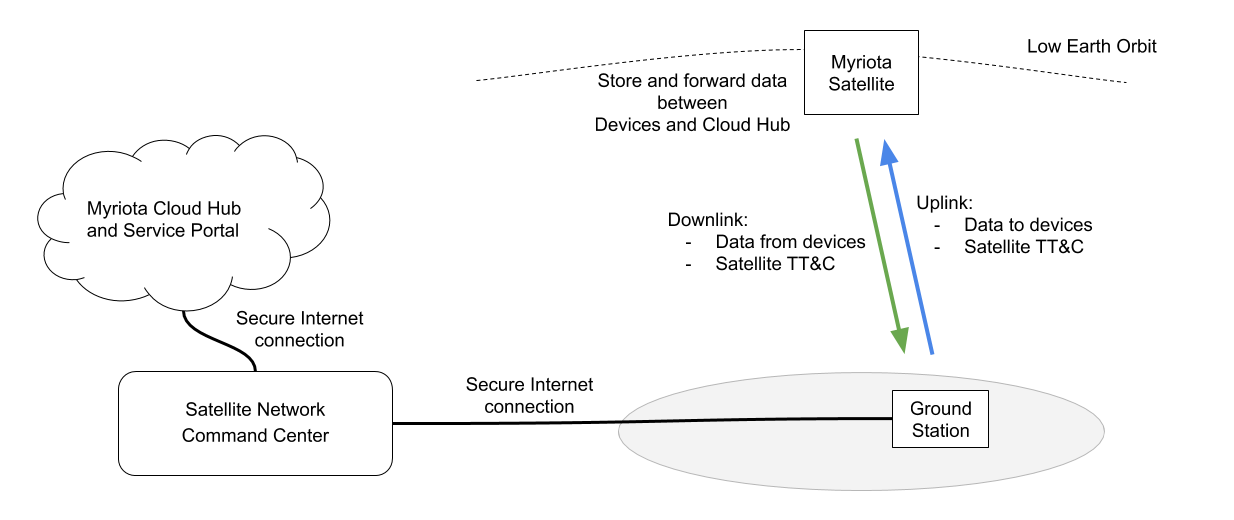 Low Earth Orbit
Myriota
Satellite
Store and forward data
between
Devices and Cloud Hub
Myriota Cloud Hub
and Service Portal
Downlink:
- Data from devices
- Satellite TT&C
Uplink:
- Data to devices
- Satellite TT&C
Secure Internet
connection
Satellite Network
Command Center
Secure Internet
connection
Ground
Station